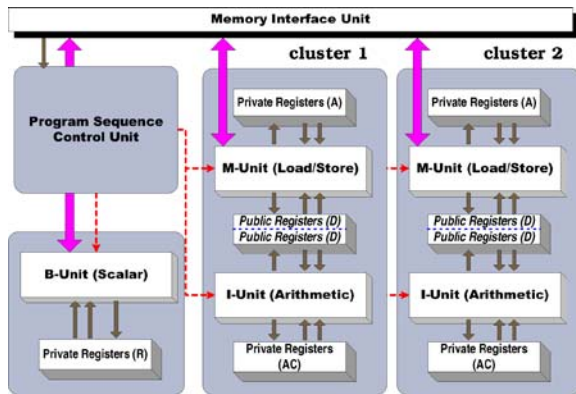 Memory Interface Unit
cluster 1
cluster 2
Program Sequence
Control Unit
Private Registers (A)
Private Registers (A)
M-Unit (Load/Store)
M-Unit (Load/Store)
Public Registers (D)
Public Registers (D)
Public Registers (D)
Public Registers (D)
B-Unit (Scalar)
I-Unit (Arithmetic)
I-Unit (Arithmetic)
Private Registers (R)
Private Registers
(AC)
Private Registers
(AC)